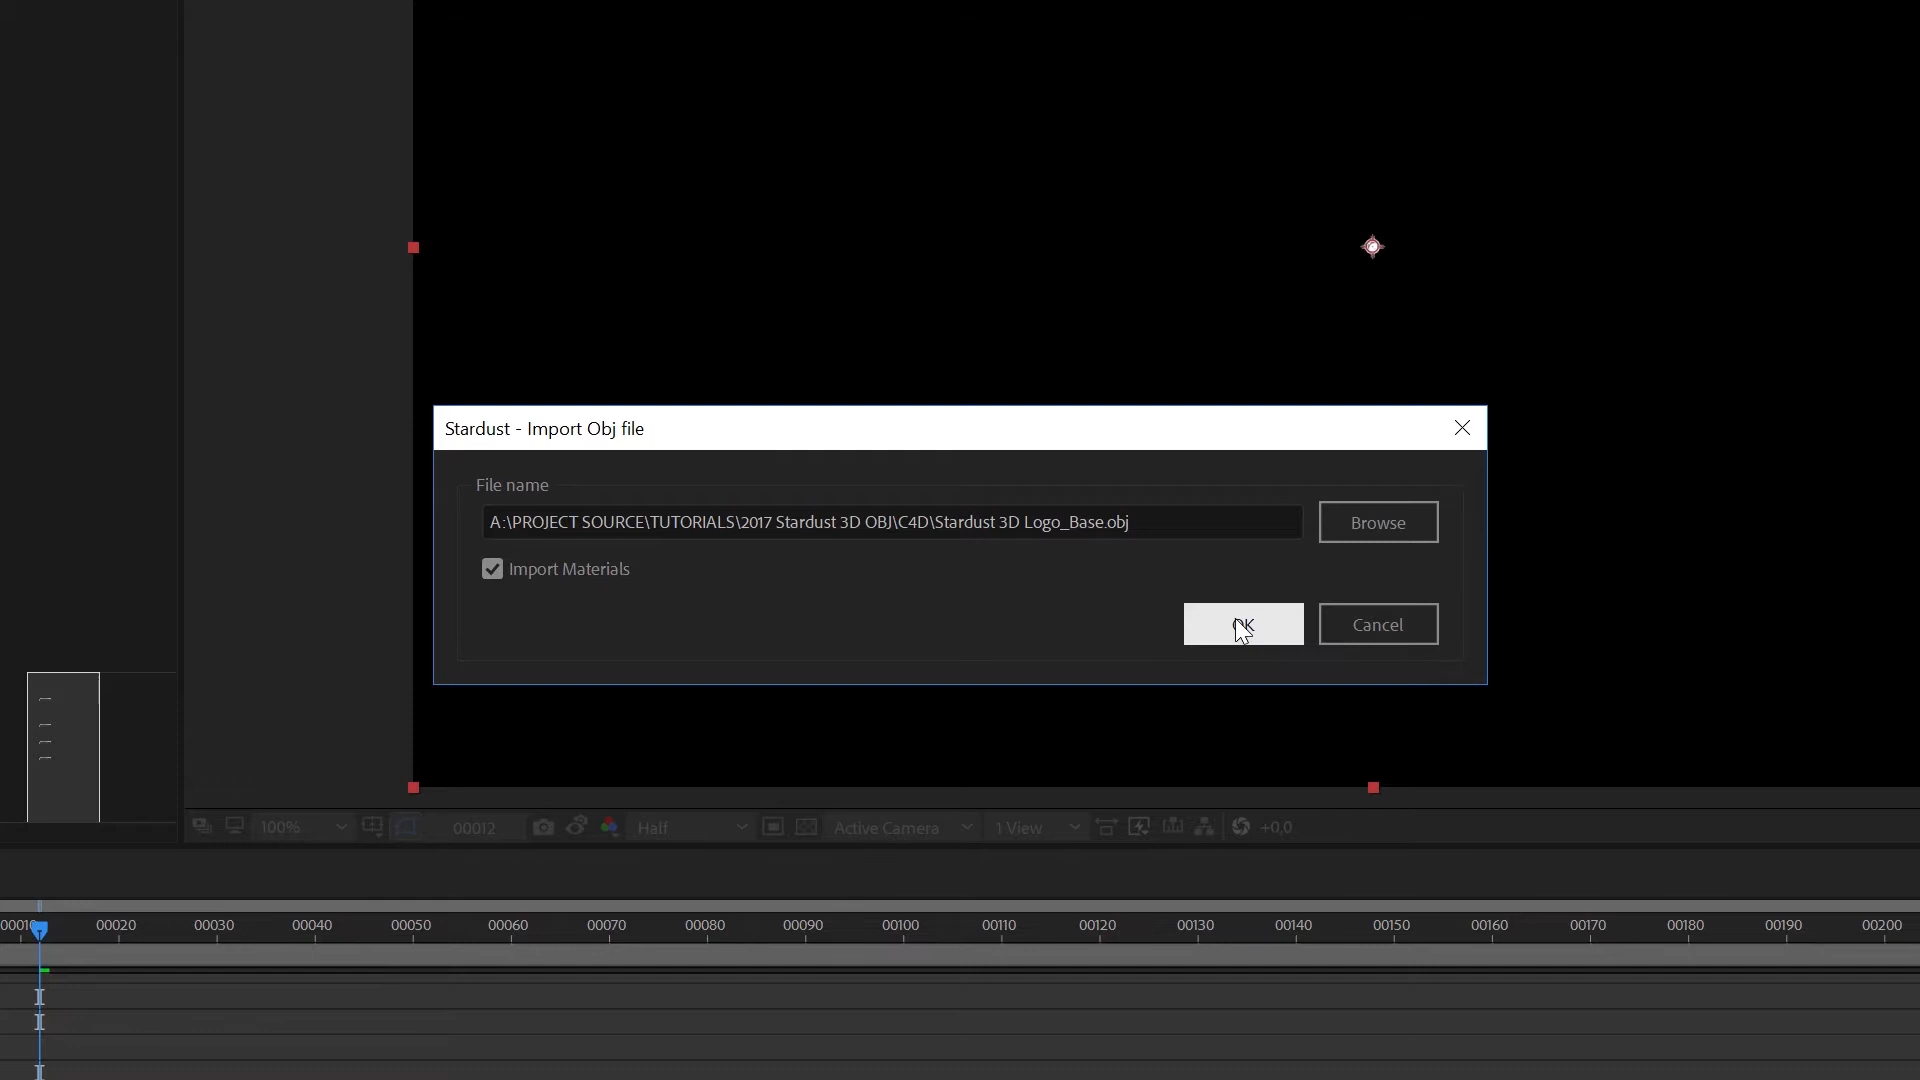 Stardust - Import Obj file
File name
A:\PROJECT SOURCE\TUTORIALS\2017 Stardust 3D OBJ\C4D\Stardust 3D Logo_Base.obj
Browse
Import Materials
OK
Cancel
100%
00012
Half
Active Camera
1 View
+0,0
00010 00020 00030 00040 00050 00060 00070 00080 00090 00100 00110 00120 00130 00140 00150 00160 00170 00180 00190 00200